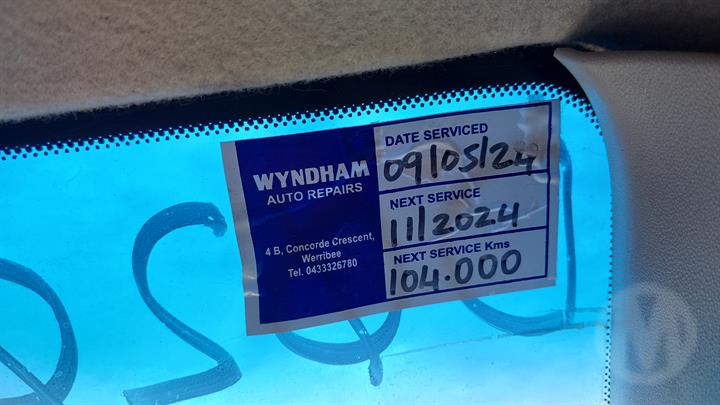 WYNDHAM
AUTO REPAIRS
4 B, Concorde Crescent,
Werribee
Tel. 0433326780
DATE SERVICED
09/05/24
NEXT SERVICE
11/2024
NEXT SERVICE Kms
104.000